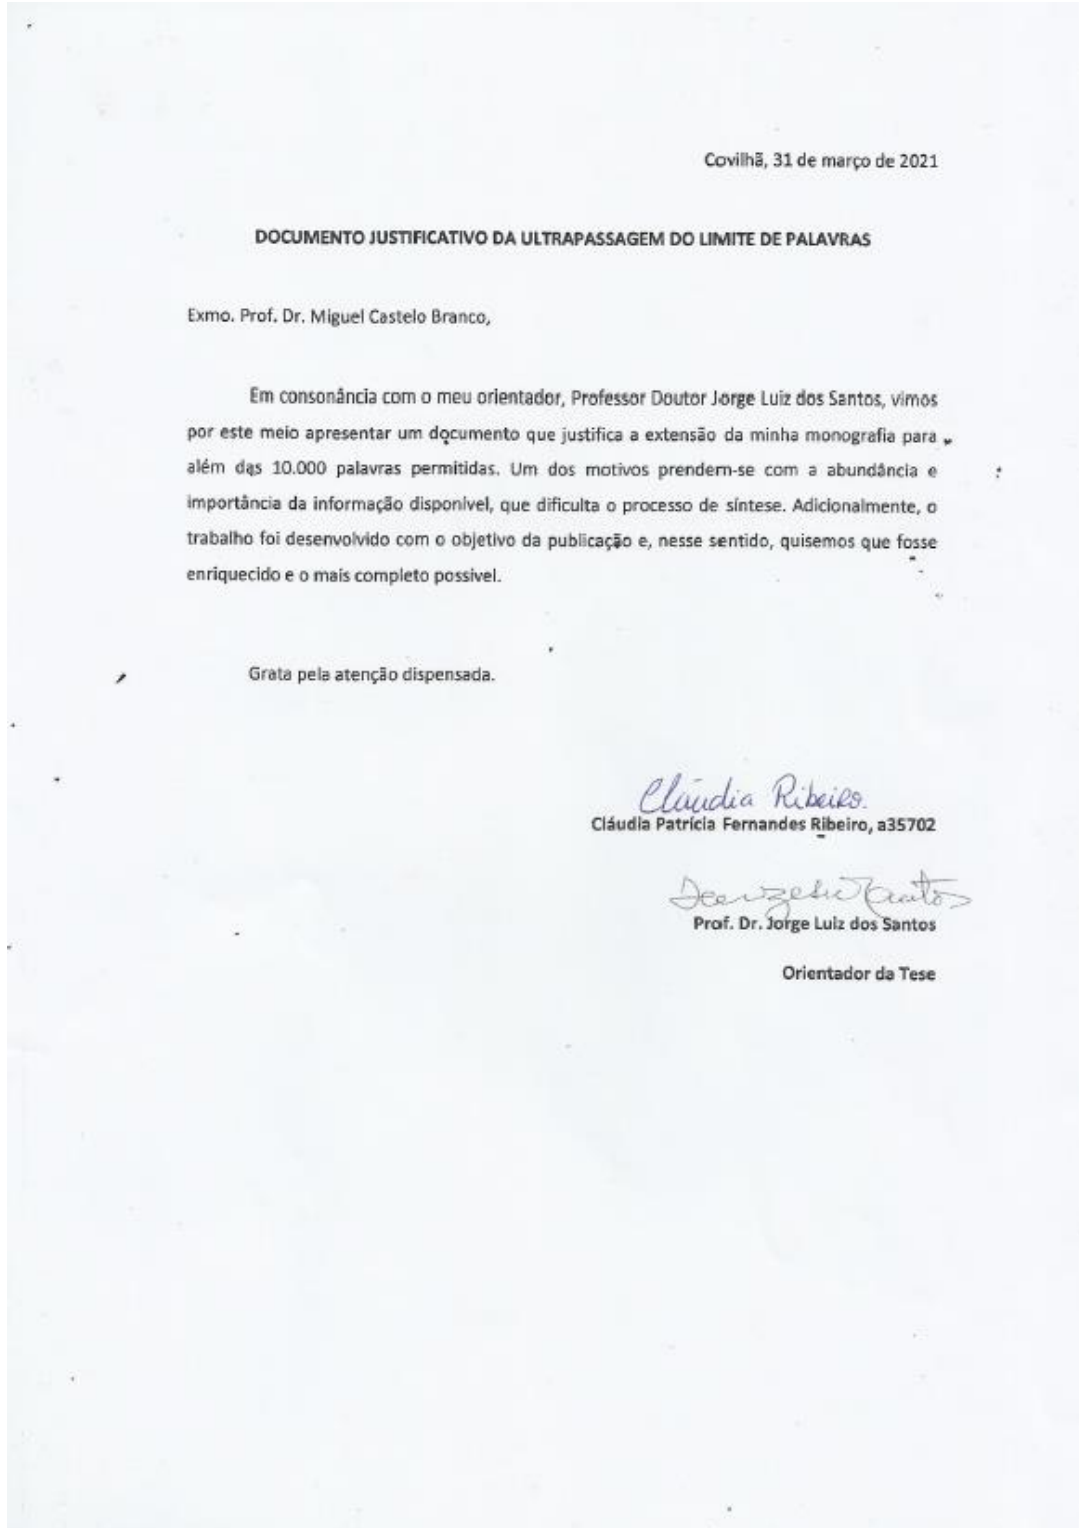 Covilhã, 31 de março de 2021
DOCUMENTO JUSTIFICATIVO DA ULTRAPASSAGEM DO LIMITE DE PALAVRAS
Exmo. Prof. Dr. Miguel Castelo Branco,
Em consonância com o meu orientador, Professor Doutor Jorge Luiz dos Santos, vimos
por este meio apresentar um documento que justifica a extensão da minha monografia para
além das 10.000 palavras permitidas. Um dos motivos prendem-se com a abundância e
importância da informação disponível, que dificulta o processo de síntese. Adicionalmente, o
trabalho foi desenvolvido com o objetivo da publicação e, nesse sentido, quisemos que fosse
enriquecido e o mais completo possivel.
Grata pela atenção dispensada.
Cláudia Ribeiro.
Cláudia Patrícia Fernandes Ribeiro, a35702
Santos
Prof. Dr. Jorge Luiz dos Santos
Orientador da Tese